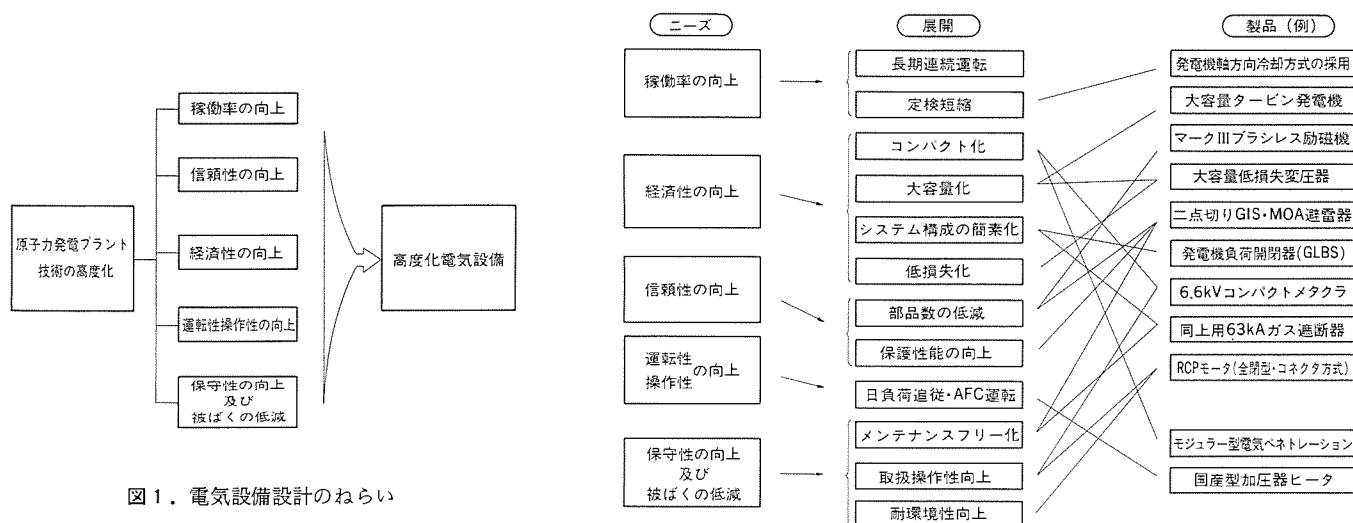 原子力発電プラント
技術の高度化
稼働率の向上
信頼性の向上
経済性の向上
運転性操作性の向上
保守性の向上
及び
被ばくの低減
高度化電気設備
図1. 電気設備設計のねらい
ニーズ
稼働率の向上
経済性の向上
信頼性の向上
運転性
操作性
の向上
保守性の向上
及び
被ばくの低減
展開
長期連続運転
定検短縮
コンパクト化
大容量化
システム構成の簡素化
低損失化
部品数の低減
保護性能の向上
日負荷追従・AFC運転
メンテナンスフリー化
取扱操作性向上
耐環境性向上
製品(例)
発電機軸方向冷却方式の採用
大容量タービン発電機
マークIIIブラシレス励磁機
大容量低損失変圧器
二点切りGIS・MOA避雷器
発電機負荷開閉器(GLBS)
6.6kVコンパクトメタクラ
同上用63kAガス遮断器
RCPモータ(全閉型・コネクタ方式)
モジュラー型電気ペネトレーション
国産型加圧器ヒータ